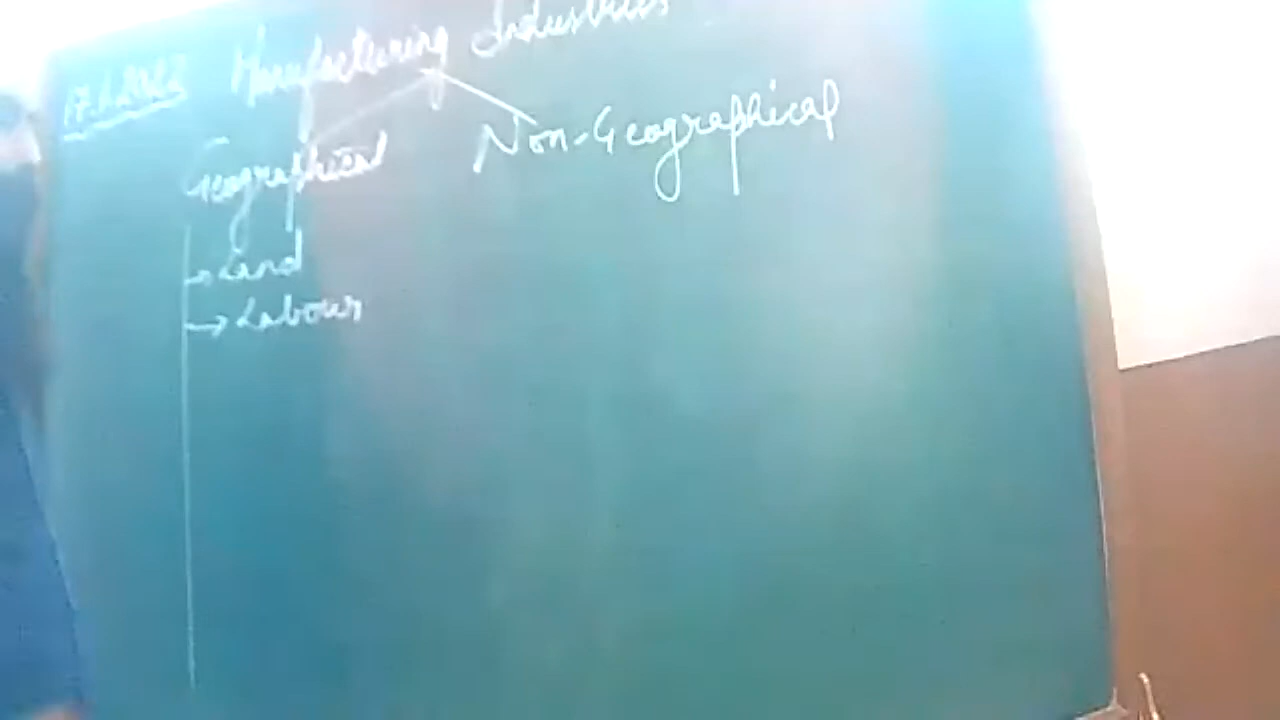 Manufacturing Industries
Geographical Non-Geographical
→ Land
→ Labour